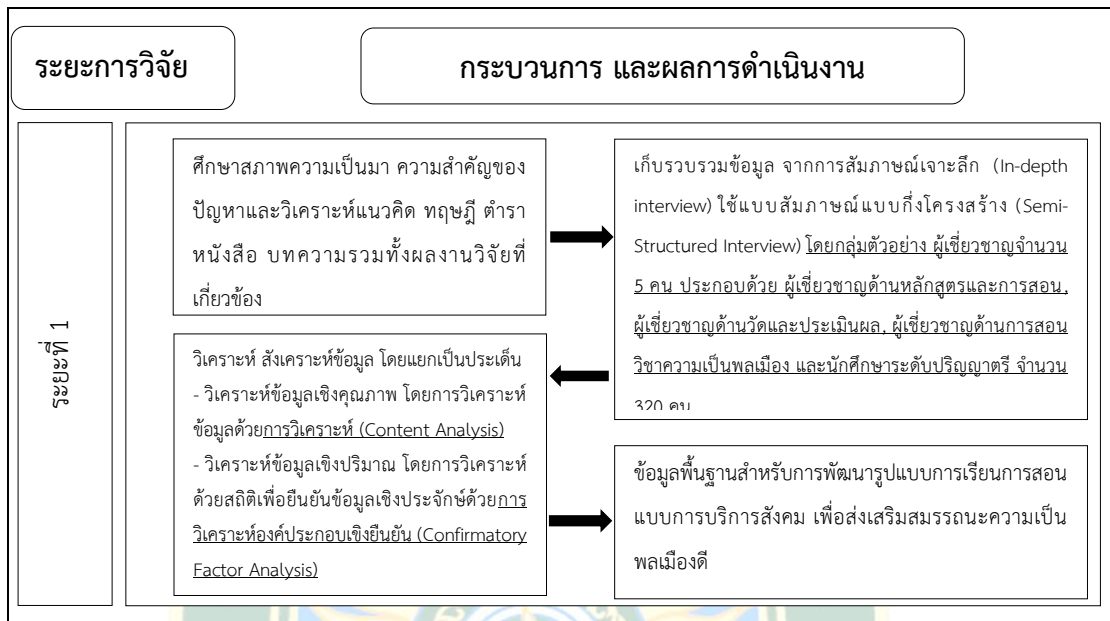 ระยะการวิจัย
กระบวนการ และผลการดำเนินงาน
ระยะที่ 1
ศึกษาสภาพความเป็นมา ความสำคัญของ
ปัญหาและวิเคราะห์แนวคิด ทฤษฎี ตำรา
หนังสือ บทความรวมทั้งผลงานวิจัยที่
เกี่ยวข้อง
เก็บรวบรวมข้อมูล จากการสัมภาษณ์เจาะลึก (In-depth
interview) ใช้แบบสัมภาษณ์แบบกึ่งโครงสร้าง (Semi-
Structured Interview) โดยกลุ่มตัวอย่าง ผู้เชี่ยวชาญจำนวน
5 คน ประกอบด้วย ผู้เชี่ยวชาญด้านหลักสูตรและการสอน,
ผู้เชี่ยวชาญด้านวัดและประเมินผล, ผู้เชี่ยวชาญด้านการสอน
วิชาความเป็นพลเมือง และนักศึกษาระดับปริญญาตรี จำนวน
320 คน
วิเคราะห์ สังเคราะห์ข้อมูล โดยแยกเป็นประเด็น
- วิเคราะห์ข้อมูลเชิงคุณภาพ โดยการวิเคราะห์
ข้อมูลด้วยการวิเคราะห์ (Content Analysis)
- วิเคราะห์ข้อมูลเชิงปริมาณ โดยการวิเคราะห์
ด้วยสถิติเพื่อยืนยันข้อมูลเชิงประจักษ์ด้วยการ
วิเคราะห์องค์ประกอบเชิงยืนยัน (Confirmatory
Factor Analysis)
ข้อมูลพื้นฐานสำหรับการพัฒนารูปแบบการเรียนการสอน
แบบการบริการสังคม เพื่อส่งเสริมสมรรถนะความเป็น
พลเมืองดี